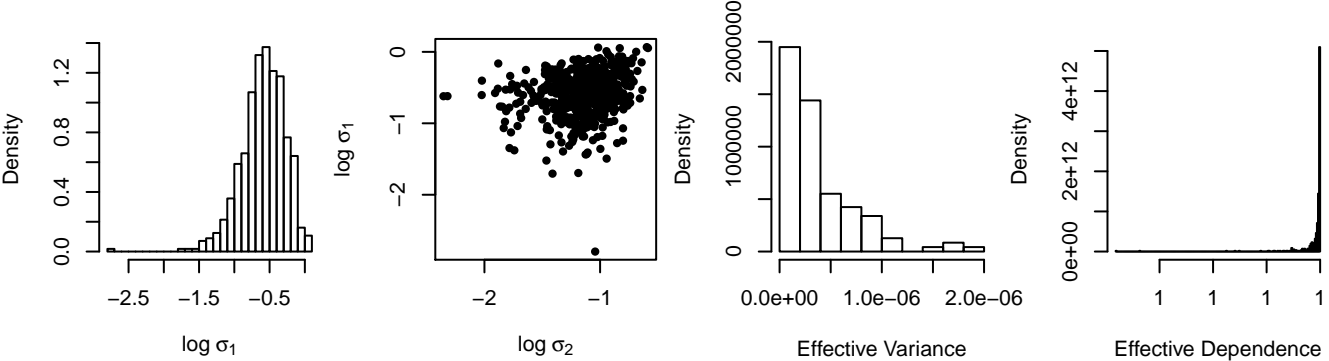 Density
0.0
0.4
0.8
1.2
−2.5
−1.5
−0.5
log σ1
log σ1
0
−1
−2
−2
−1
log σ2
Density
0
1000000
2000000
0.0e+00
1.0e−06
2.0e−06
Effective Variance
Density
0e+00
2e+12
4e+12
1
1
1
1
Effective Dependence